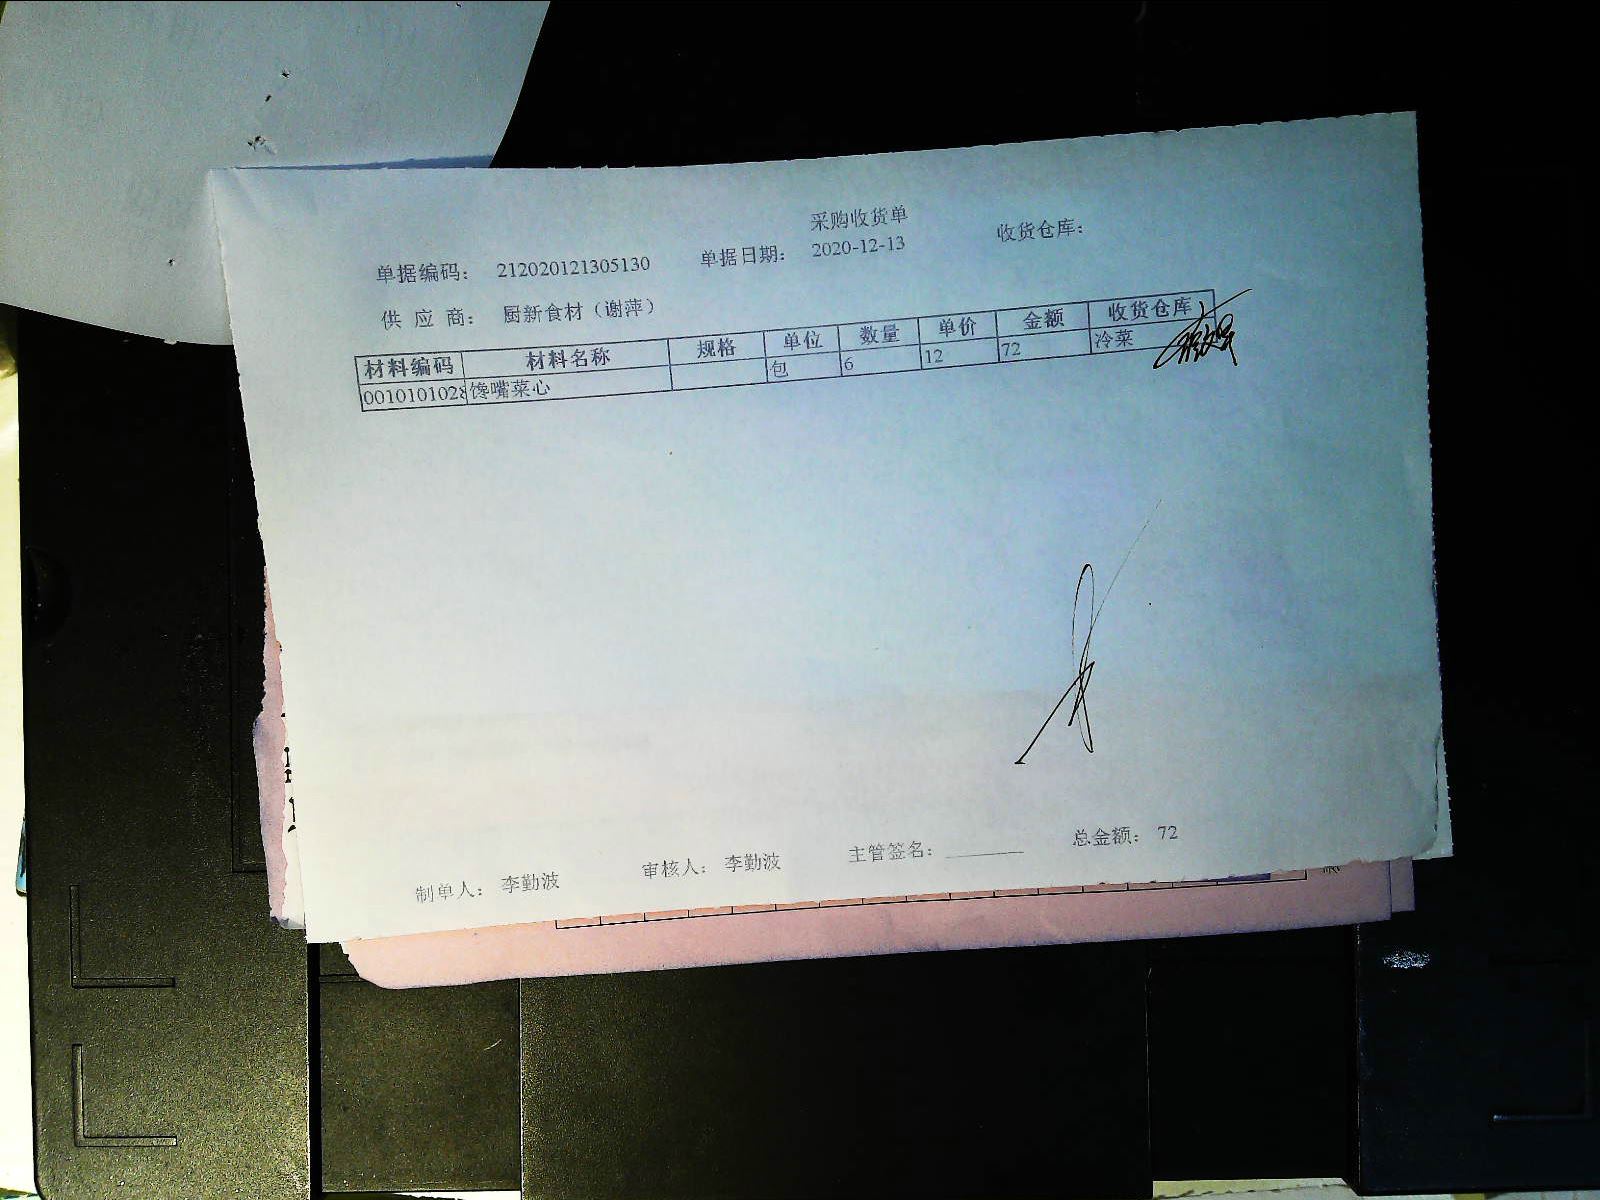 采购收货单
单据编码： 212020121305130 单据日期： 2020-12-13 收货仓库：
供 应 商： 厨新食材（谢萍）
材料编码 材料名称 规格 单位 数量 单价 金额 收货仓库
001010102 馋嘴菜心 包 6 12 72 冷菜
制单人： 李勤波 审核人： 李勤波 主管签名： 总金额： 72